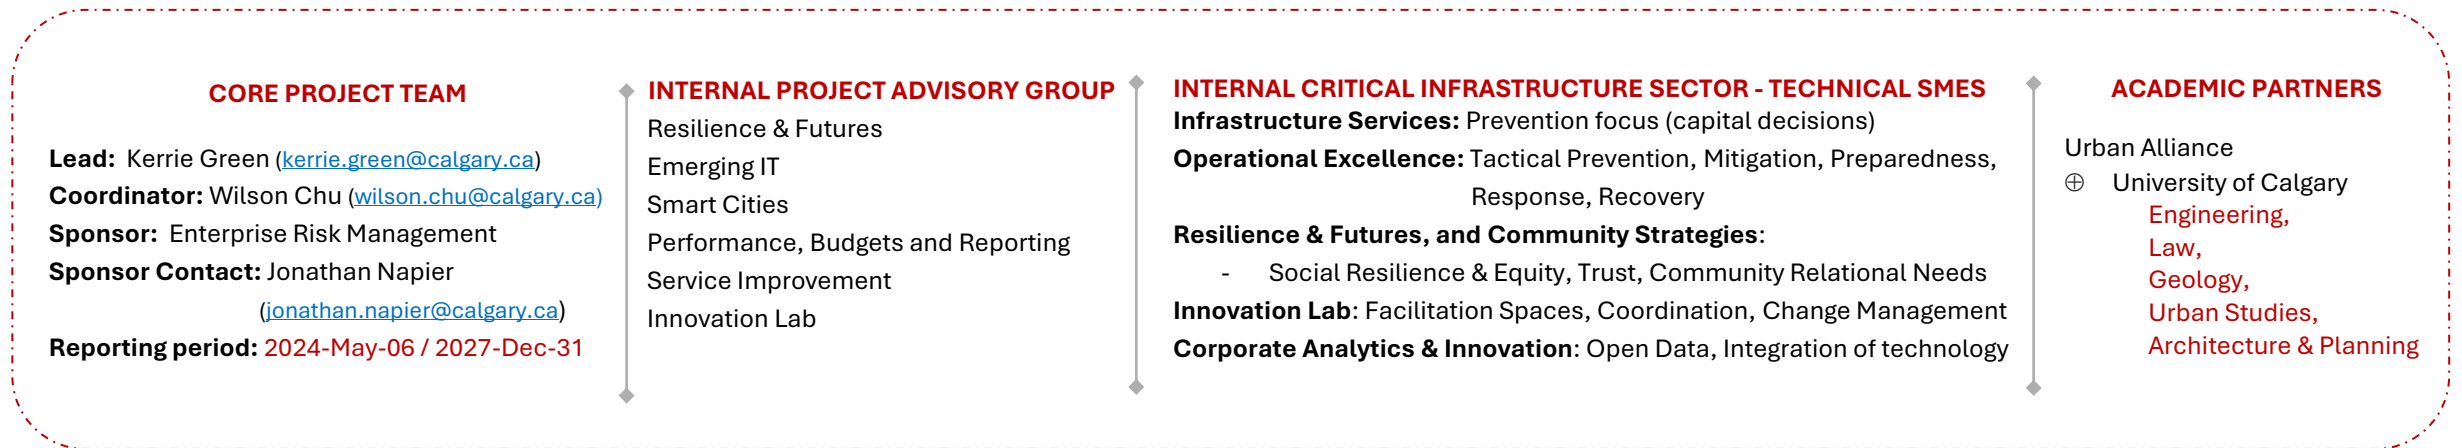 CORE PROJECT TEAM
Lead: Kerrie Green (kerrie.green@calgary.ca)
Coordinator: Wilson Chu (wilson.chu@calgary.ca)
Sponsor: Enterprise Risk Management
Sponsor Contact: Jonathan Napier
(jonathan.napier@calgary.ca)
Reporting period: 2024-May-06 / 2027-Dec-31
INTERNAL PROJECT ADVISORY GROUP
Resilience & Futures
Emerging IT
Smart Cities
Performance, Budgets and Reporting
Service Improvement
Innovation Lab
INTERNAL CRITICAL INFRASTRUCTURE SECTOR - TECHNICAL SMES
Infrastructure Services: Prevention focus (capital decisions)
Operational Excellence: Tactical Prevention, Mitigation, Preparedness,
Response, Recovery
Resilience & Futures, and Community Strategies:
- Social Resilience & Equity, Trust, Community Relational Needs
Innovation Lab: Facilitation Spaces, Coordination, Change Management
Corporate Analytics & Innovation: Open Data, Integration of technology
ACADEMIC PARTNERS
Urban Alliance
⊕ University of Calgary
Engineering,
Law,
Geology,
Urban Studies,
Architecture & Planning